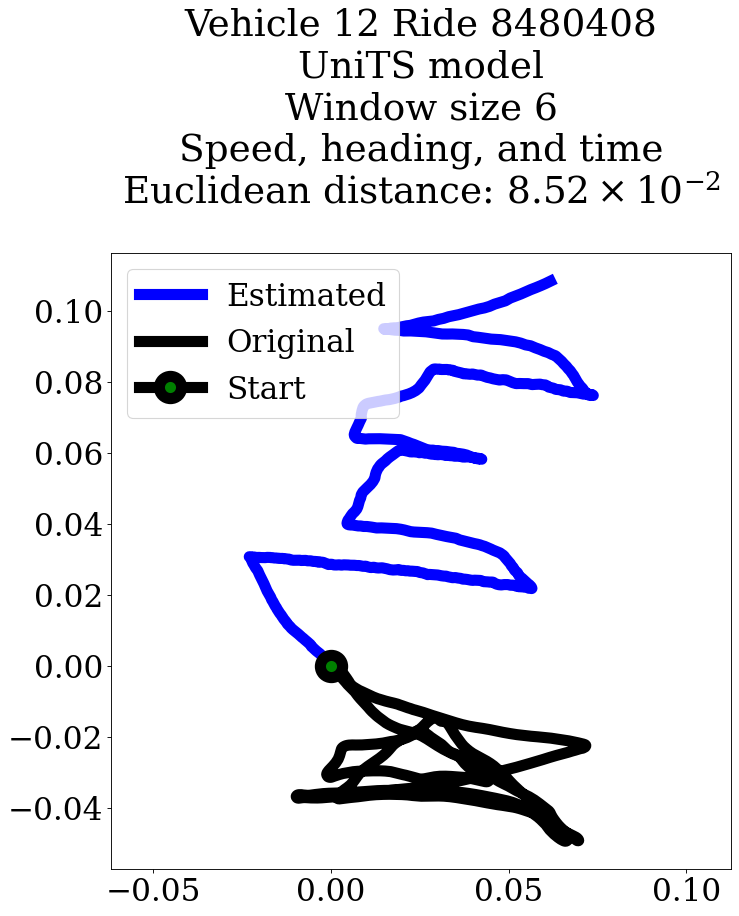 Vehicle 12 Ride 8480408
UniTS model
Window size 6
Speed, heading, and time
Euclidean distance: 8.52 × 10⁻²
Estimated
Original
Start
0.10
0.08
0.06
0.04
0.02
0.00
−0.02
−0.04
−0.05 0.00 0.05 0.10